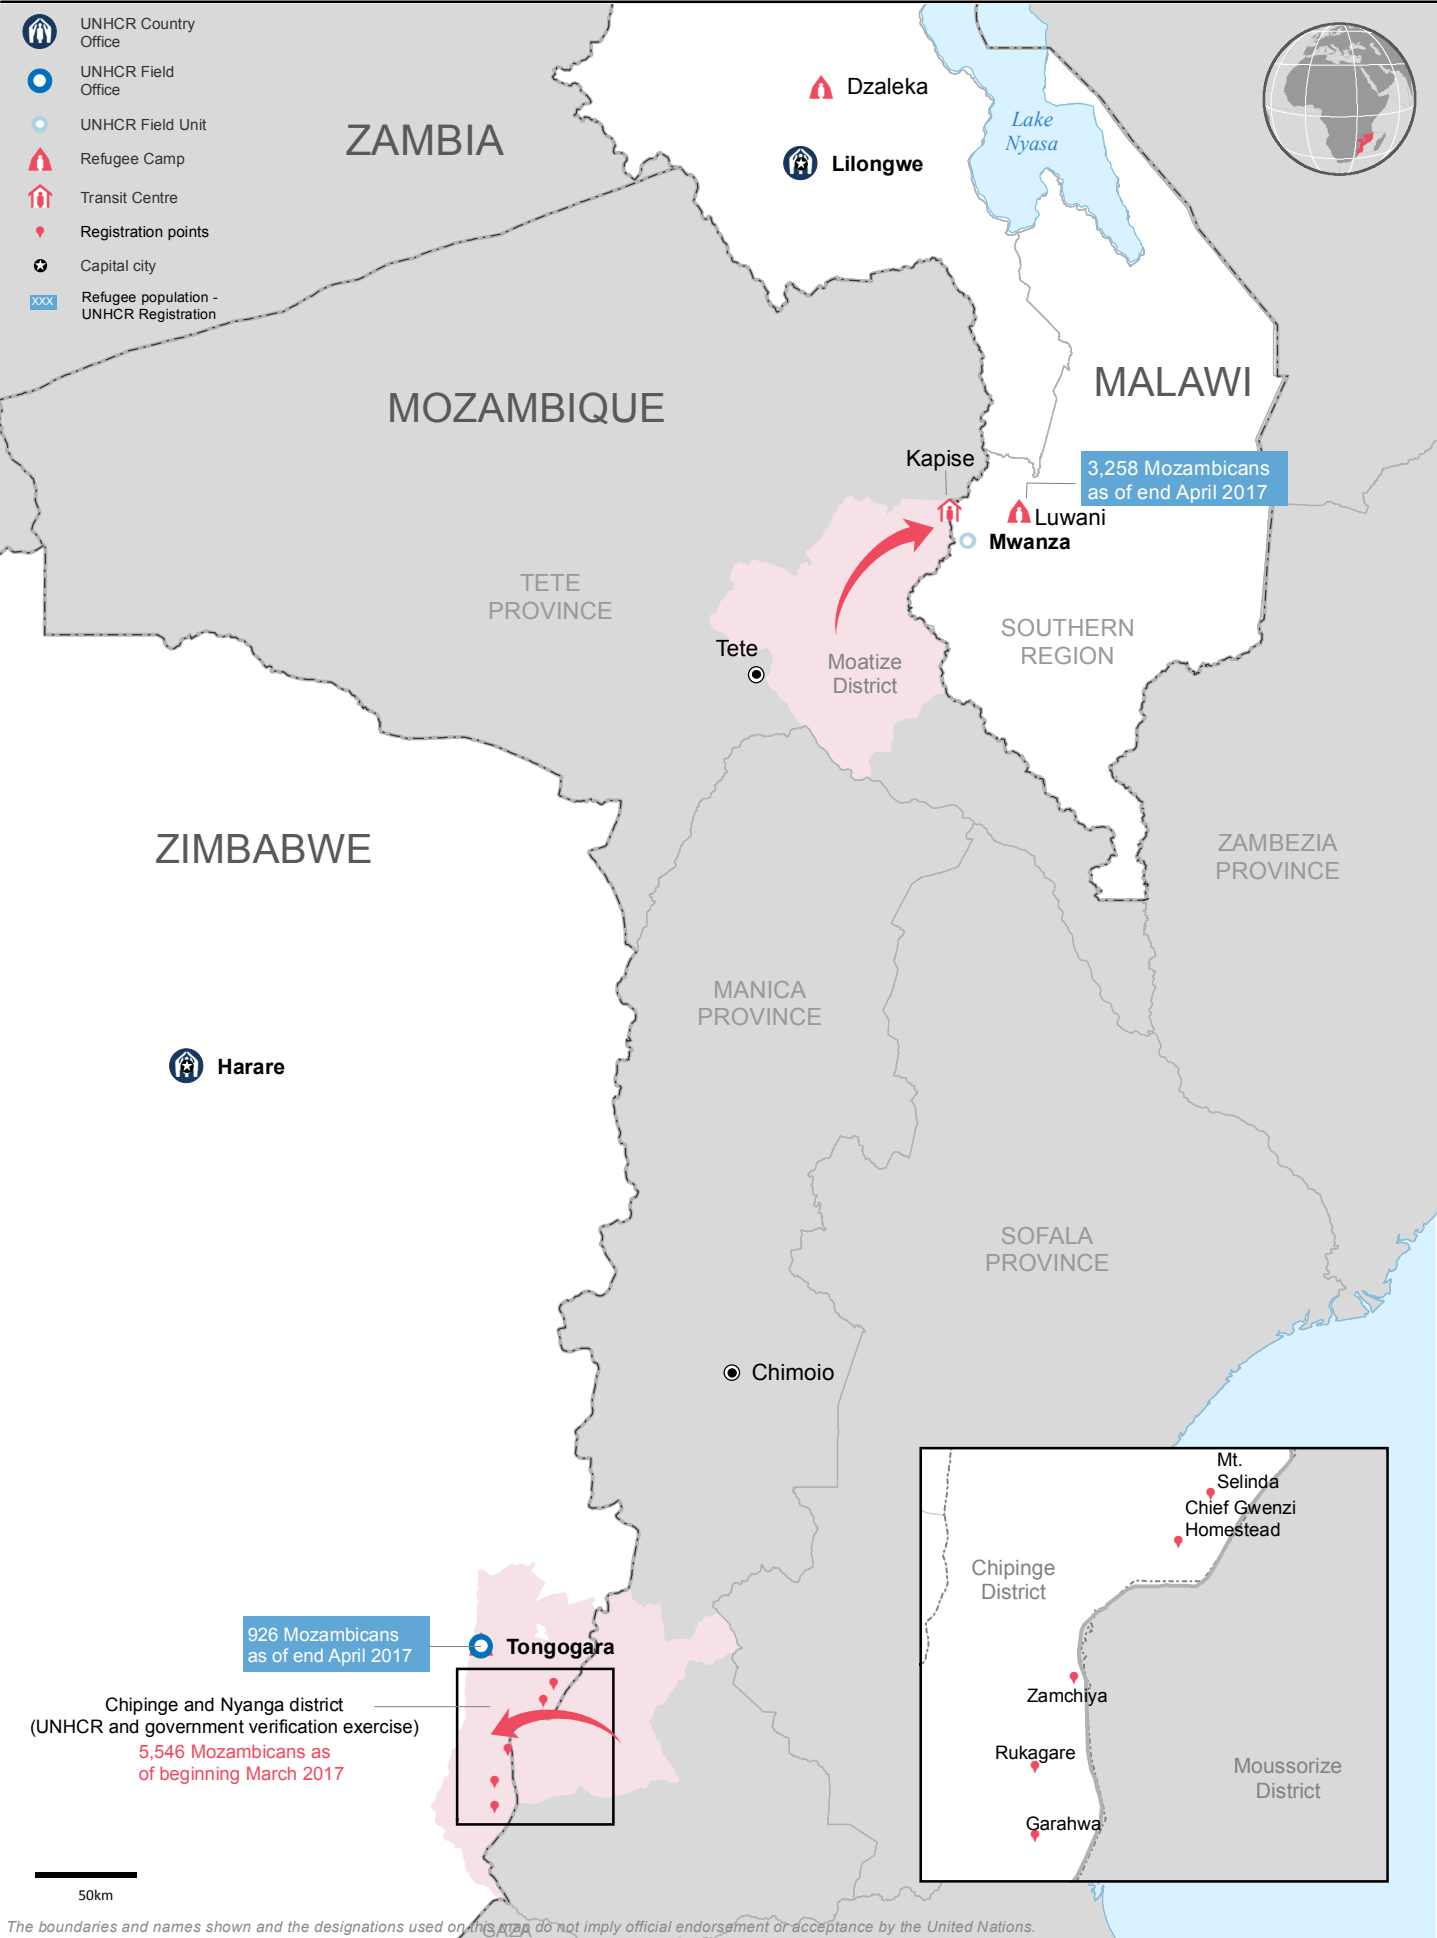 UNHCR Country
Office
UNHCR Field
Office
UNHCR Field Unit
Refugee Camp
Transit Centre
Registration points
Capital city
XXX
Refugee population -
UNHCR Registration
ZAMBIA
Dzaleka
Lilongwe
Lake
Nyasa
MOZAMBIQUE
MALAWI
Kapise
3,258 Mozambicans
as of end April 2017
Luwani
Mwanza
TETE
PROVINCE
SOUTHERN
REGION
Tete
Moatize
District
ZIMBABWE
ZAMBEZIA
PROVINCE
MANICA
PROVINCE
Harare
SOFALA
PROVINCE
Chimoio
Mt.
Selinda
Chief Gwenzi
Homestead
Chipinge
District
Zamchiya
Rukagare
Moussorize
District
Garahwa
926 Mozambicans
as of end April 2017
Tongogara
Chipinge and Nyanga district
(UNHCR and government verification exercise)
5,546 Mozambicans as
of beginning March 2017
50km
The boundaries and names shown and the designations used on this map do not imply official endorsement or acceptance by the United Nations.
GAZA